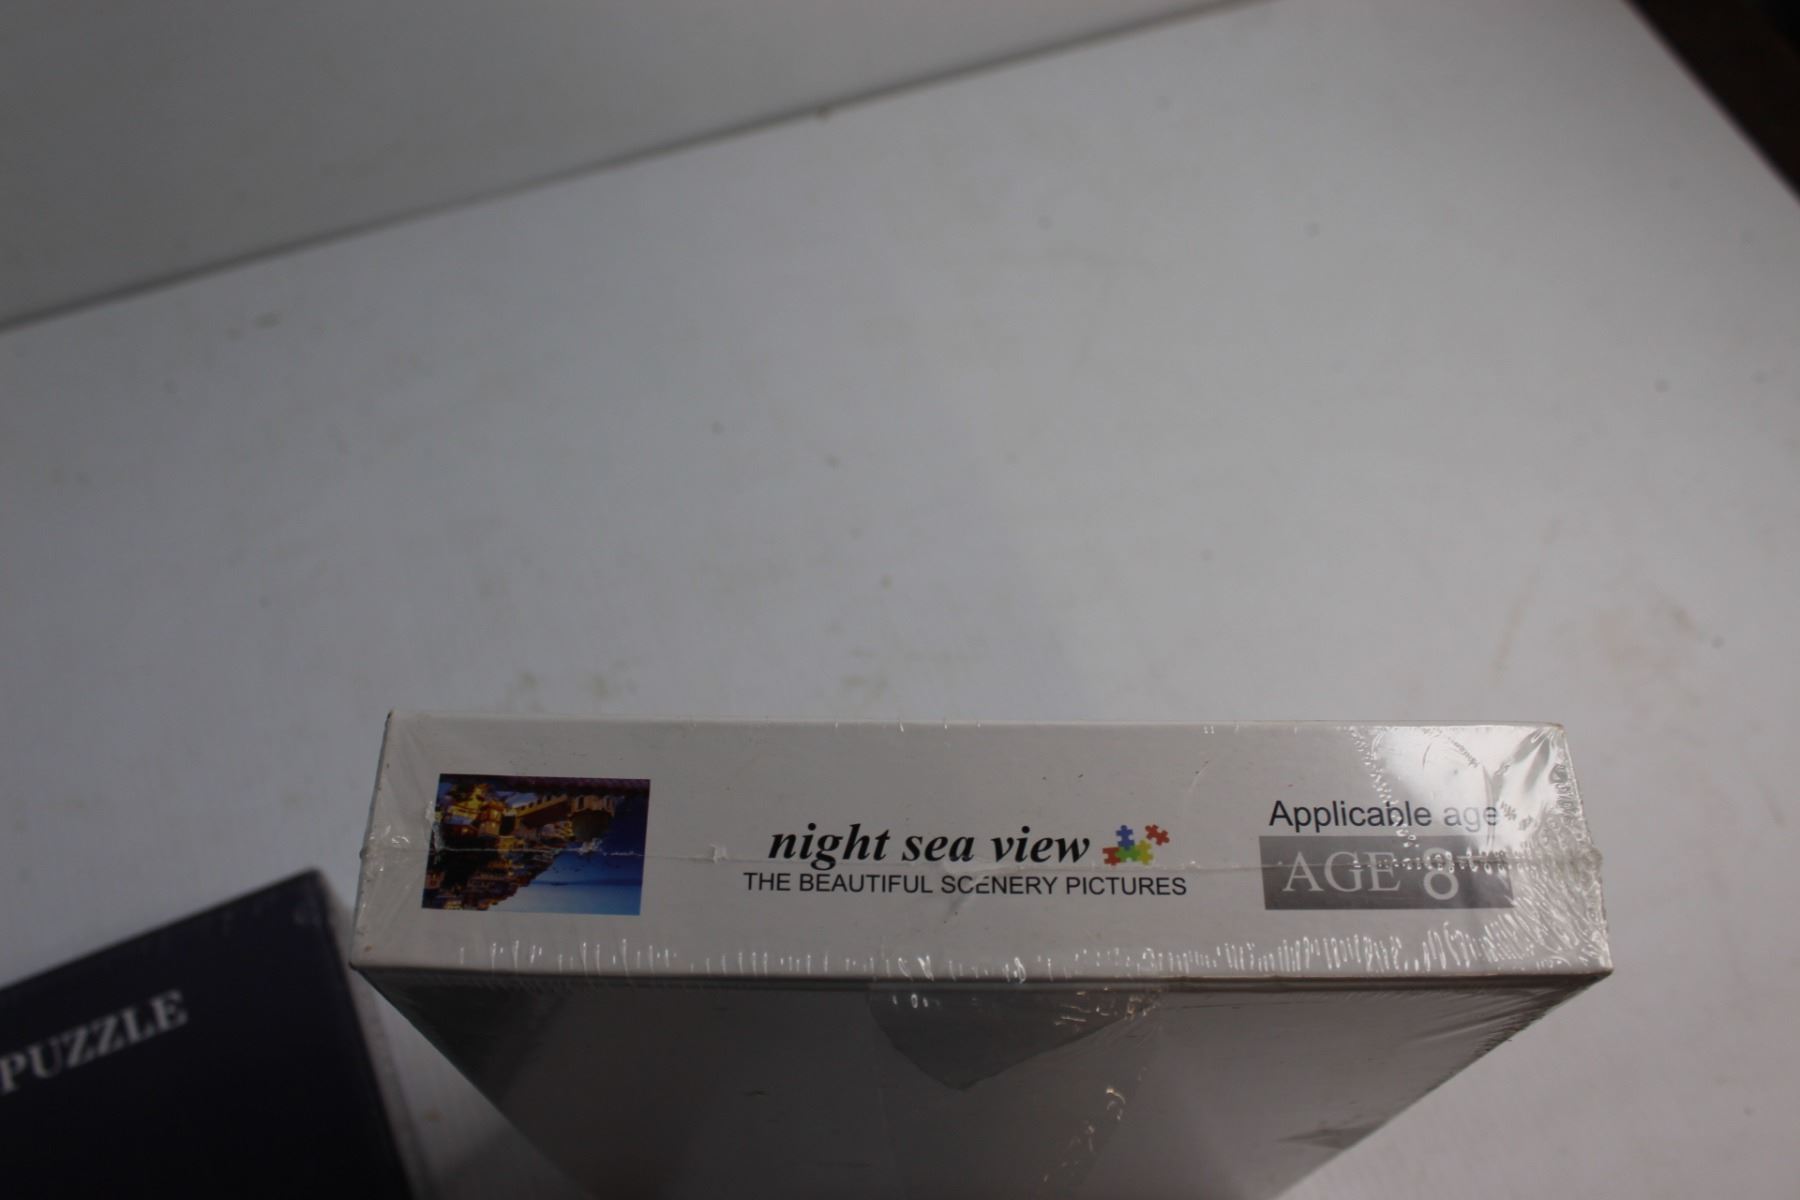 night sea view
THE BEAUTIFUL SCENERY PICTURES
Applicable age
AGE 8
PUZZLE